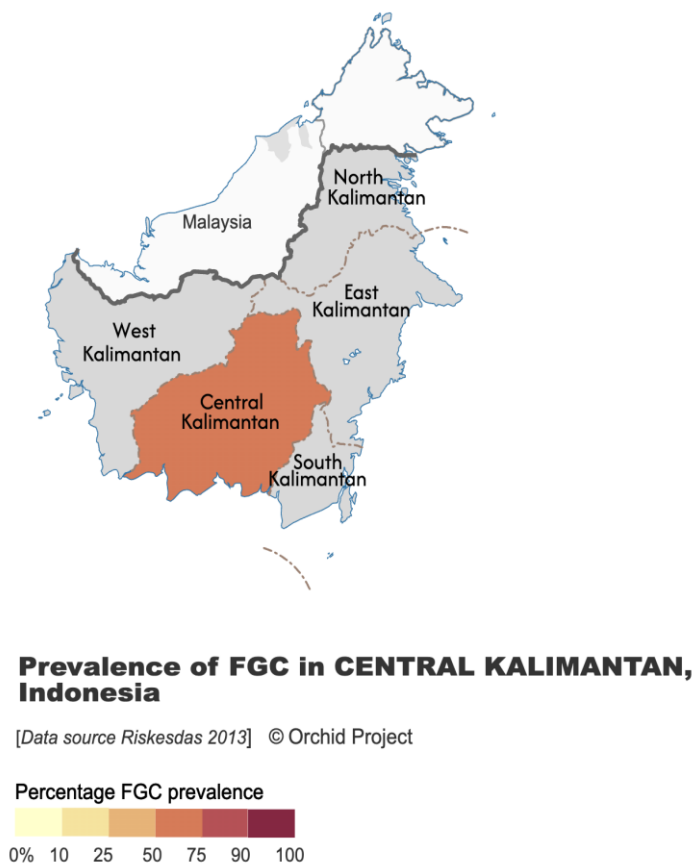 North
Kalimantan
Malaysia
East
Kalimantan
West
Kalimantan
Central
Kalimantan
South
Kalimantan
Prevalence of FGC in CENTRAL KALIMANTAN,
Indonesia
[Data source Riskesdas 2013] © Orchid Project
Percentage FGC prevalence
0% 10 25 50 75 90 100